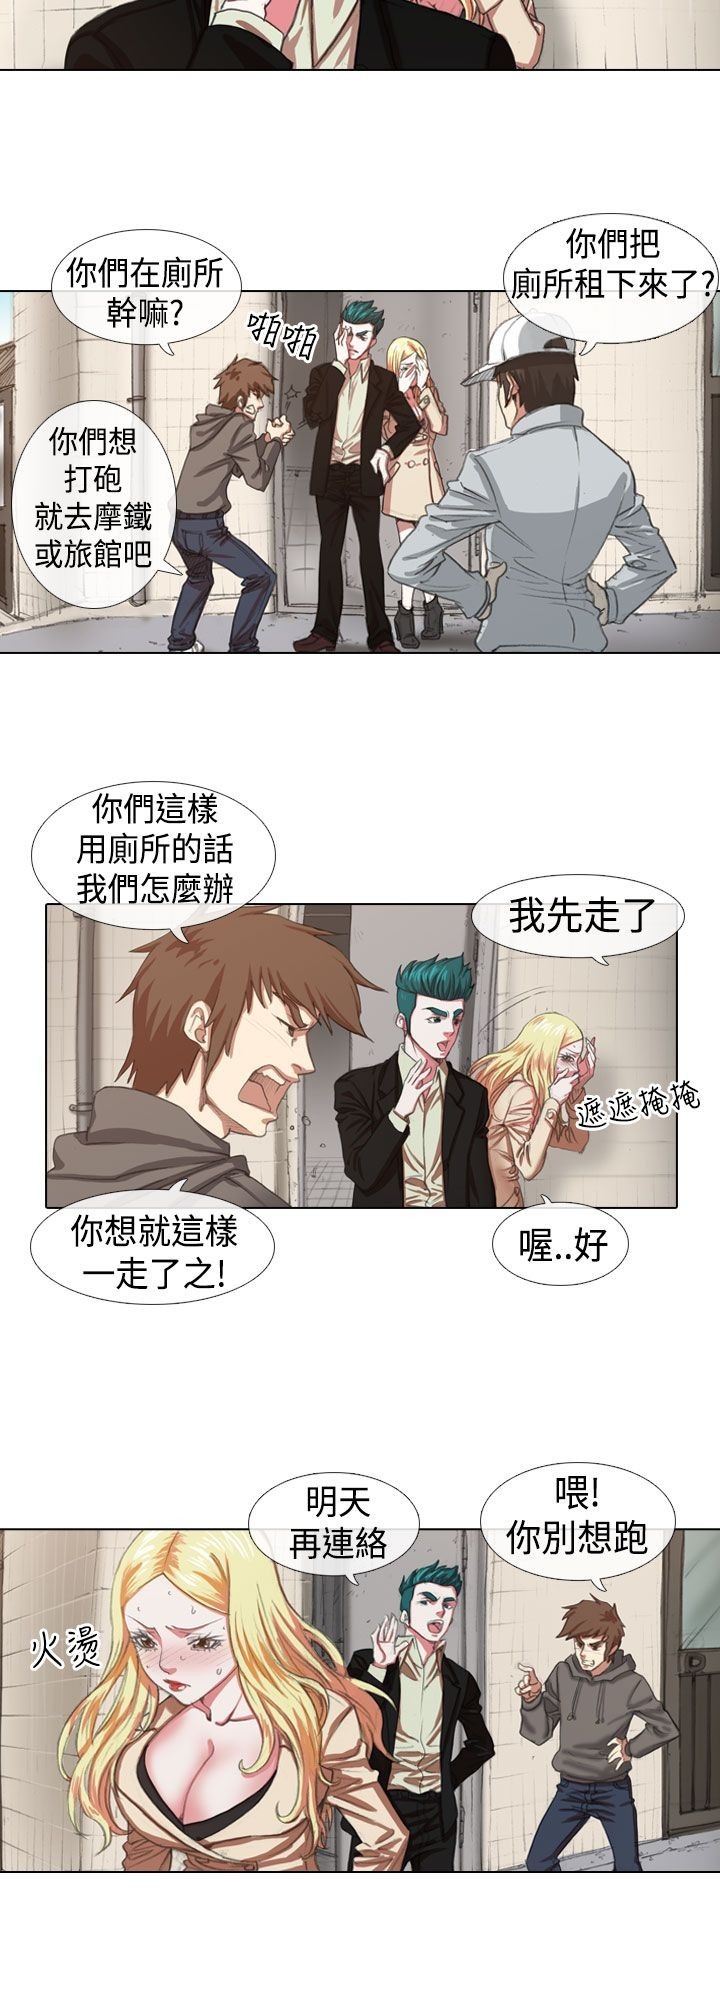 你們在廁所
幹嘛?
你們把
廁所租下來了?
啪啪
你們想
打砲
就去摩鐵
或旅館吧
你們這樣
用廁所的話
我們怎麼辦
我先走了
遮遮掩掩
你想就這樣
一走了之!
喔..好
明天
再連絡
喂!
你別想跑
火燙